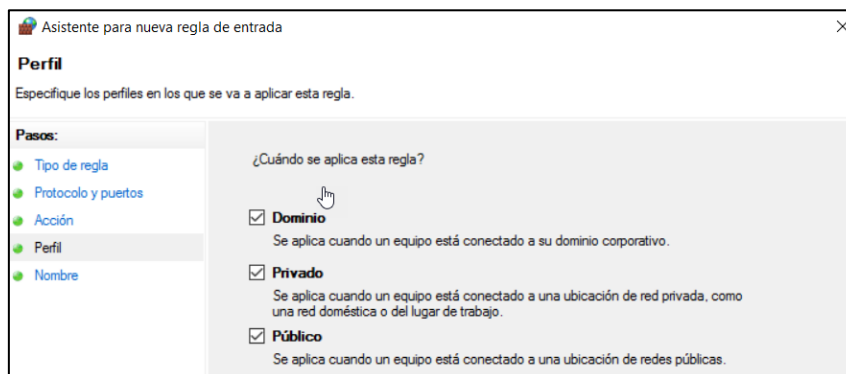 Asistente para nueva regla de entrada
Perfil
Especifique los perfiles en los que se va a aplicar esta regla.
Pasos:
Tipo de regla
Protocolo y puertos
Acción
Perfil
Nombre
¿Cuándo se aplica esta regla?
Dominio
Se aplica cuando un equipo está conectado a su dominio corporativo.
Privado
Se aplica cuando un equipo está conectado a una ubicación de red privada, como
una red doméstica o del lugar de trabajo.
Público
Se aplica cuando un equipo está conectado a una ubicación de redes públicas.